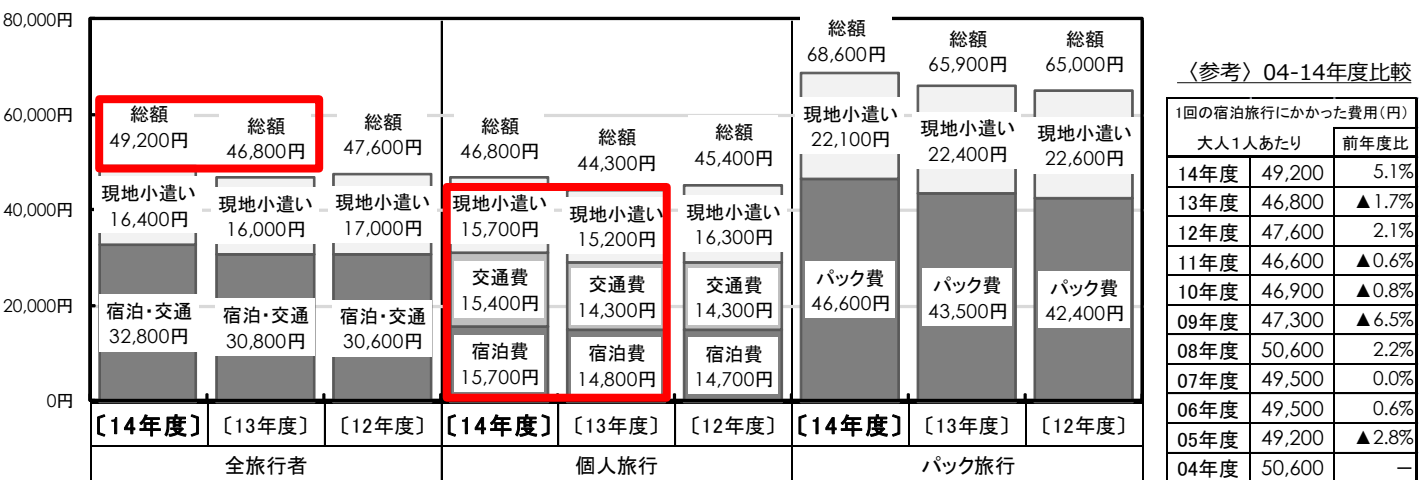 80,000円
60,000円
40,000円
20,000円
0円
総額
49,200円
現地小遣い
16,400円
宿泊・交通
32,800円
総額
46,800円
現地小遣い
16,000円
宿泊・交通
30,800円
総額
47,600円
現地小遣い
17,000円
宿泊・交通
30,600円
総額
46,800円
現地小遣い
15,700円
交通費
15,400円
宿泊費
15,700円
総額
44,300円
現地小遣い
15,200円
交通費
14,300円
宿泊費
14,800円
総額
45,400円
現地小遣い
16,300円
交通費
14,300円
宿泊費
14,700円
総額
68,600円
現地小遣い
22,100円
パック費
46,600円
総額
65,900円
現地小遣い
22,400円
パック費
43,500円
総額
65,000円
現地小遣い
22,600円
パック費
42,400円
〔14年度〕 〔13年度〕 〔12年度〕 〔14年度〕 〔13年度〕 〔12年度〕 〔14年度〕 〔13年度〕 〔12年度〕
全旅行者 個人旅行 パック旅行
〈参考〉04-14年度比較
1回の宿泊旅行にかかった費用(円)
大人1人あたり 前年度比
14年度 49,200 5.1%
13年度 46,800 ▲1.7%
12年度 47,600 2.1%
11年度 46,600 ▲0.6%
10年度 46,900 ▲0.8%
09年度 47,300 ▲6.5%
08年度 50,600 2.2%
07年度 49,500 0.0%
06年度 49,500 0.6%
05年度 49,200 ▲2.8%
04年度 50,600 －